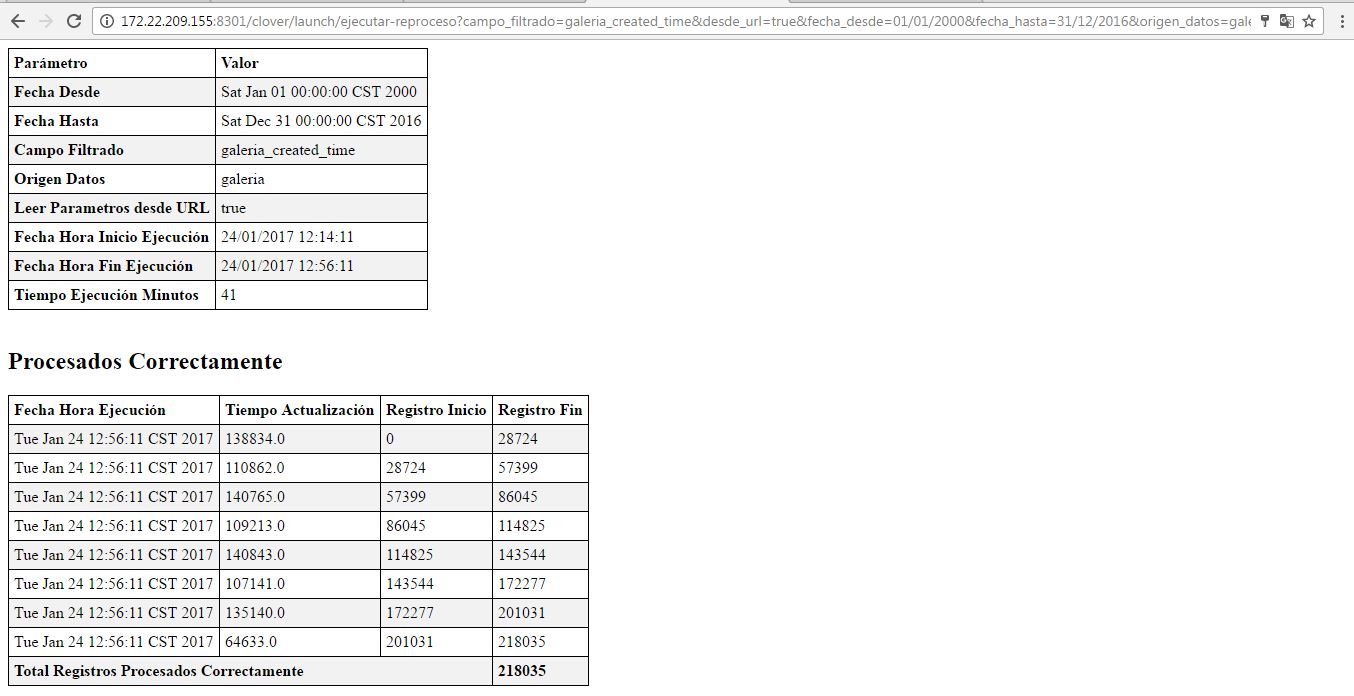 172.22.209.155:8301/clover/launch/ejecutar-reproceso?campo_filtrado=galeria_created_time&desde_url=true&fecha_desde=01/01/2000&fecha_hasta=31/12/2016&origen_datos=gale
Parámetro Valor
Fecha Desde Sat Jan 01 00:00:00 CST 2000
Fecha Hasta Sat Dec 31 00:00:00 CST 2016
Campo Filtrado galeria_created_time
Origen Datos galeria
Leer Parametros desde URL true
Fecha Hora Inicio Ejecución 24/01/2017 12:14:11
Fecha Hora Fin Ejecución 24/01/2017 12:56:11
Tiempo Ejecución Minutos 41
Procesados Correctamente
Fecha Hora Ejecución Tiempo Actualización Registro Inicio Registro Fin
Tue Jan 24 12:56:11 CST 2017 138834.0 0 28724
Tue Jan 24 12:56:11 CST 2017 110862.0 28724 57399
Tue Jan 24 12:56:11 CST 2017 140765.0 57399 86045
Tue Jan 24 12:56:11 CST 2017 109213.0 86045 114825
Tue Jan 24 12:56:11 CST 2017 140843.0 114825 143544
Tue Jan 24 12:56:11 CST 2017 107141.0 143544 172277
Tue Jan 24 12:56:11 CST 2017 135140.0 172277 201031
Tue Jan 24 12:56:11 CST 2017 64633.0 201031 218035
Total Registros Procesados Correctamente 218035